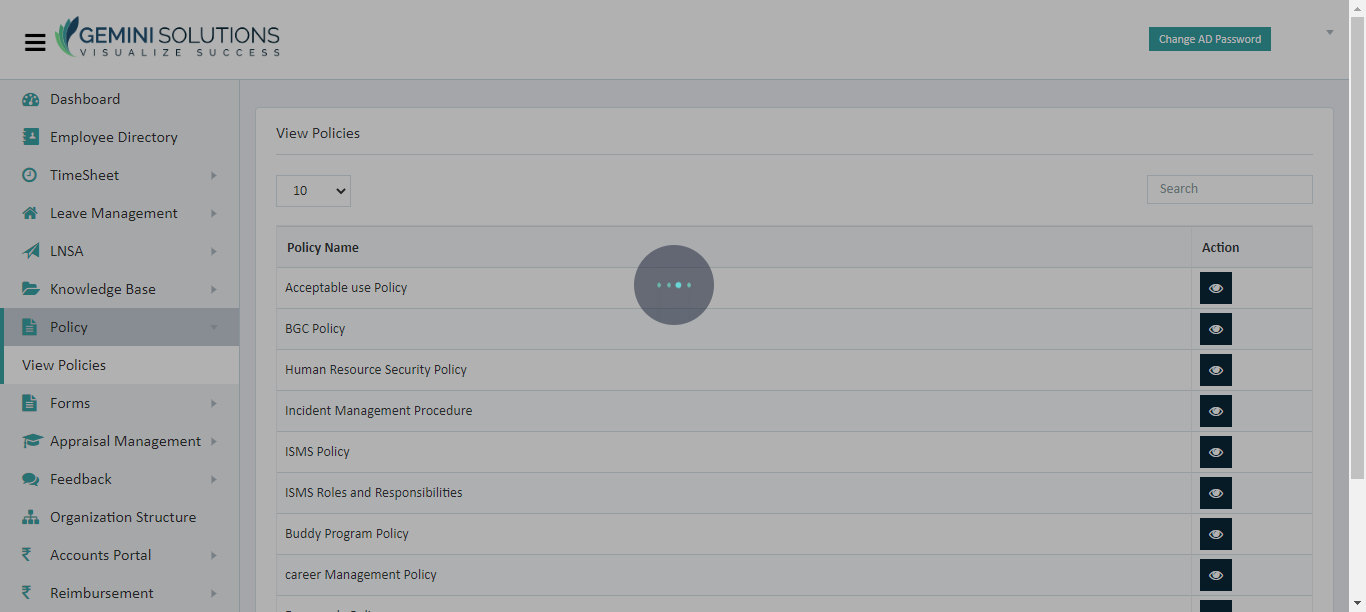 GEMINI SOLUTIONS
VISUALIZE SUCCESS
Change AD Password
Dashboard
Employee Directory
TimeSheet
Leave Management
LNSA
Knowledge Base
Policy
View Policies
Forms
Appraisal Management
Feedback
Organization Structure
Accounts Portal
Reimbursement
View Policies
10
Search
Policy Name
Action
Acceptable use Policy
BGC Policy
Human Resource Security Policy
Incident Management Procedure
ISMS Policy
ISMS Roles and Responsibilities
Buddy Program Policy
career Management Policy